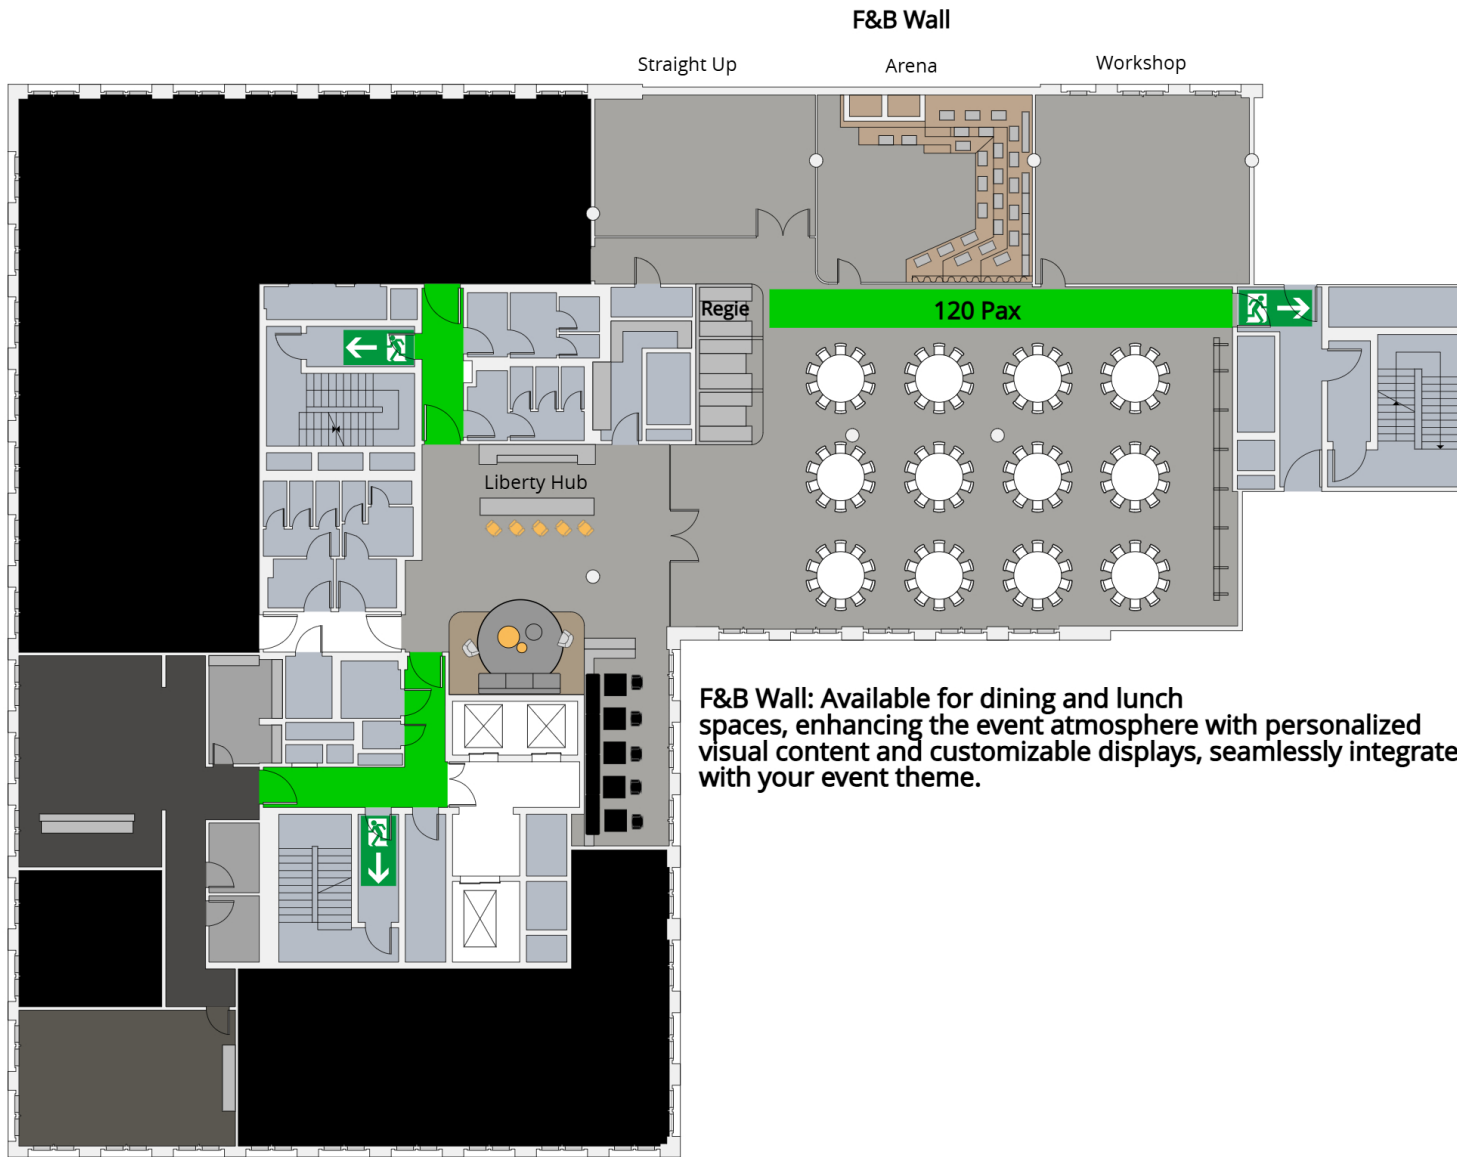 F&B Wall
Straight Up
Arena
Workshop
Regie
120 Pax
Liberty Hub
F&B Wall: Available for dining and lunch
spaces, enhancing the event atmosphere with personalized
visual content and customizable displays, seamlessly integrate
with your event theme.